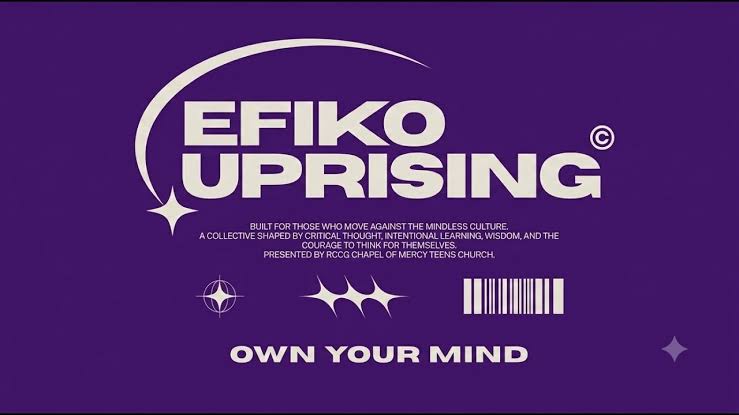 EFIKO
UPRISING
©
BUILT FOR THOSE WHO MOVE AGAINST THE MINDLESS CULTURE.
A COLLECTIVE SHAPED BY CRITICAL THOUGHT, INTENTIONAL LEARNING, WISDOM, AND THE
COURAGE TO THINK FOR THEMSELVES.
PRESENTED BY RCCG CHAPEL OF MERCY TEENS CHURCH.
OWN YOUR MIND